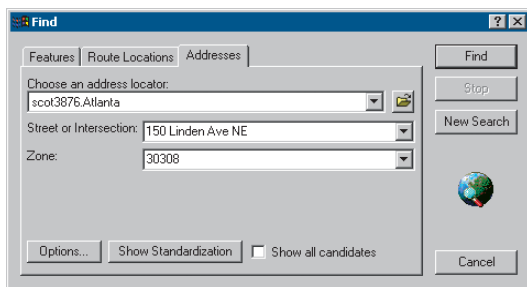 Find
Features Route Locations Addresses
Find
Choose an address locator:
Stop
scot3876.Atlanta
Street or Intersection: 150 Linden Ave NE
New Search
Zone: 30308
Options... Show Standardization Show all candidates
Cancel